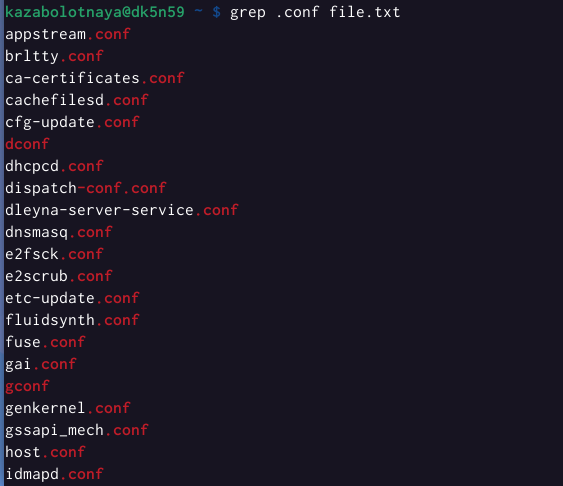 kazabolotnaya@dk5n59 ~ $ grep .conf file.txt
appstream.conf
brltty.conf
ca-certificates.conf
cachefilesd.conf
cfg-update.conf
dconf
dhcpcd.conf
dispatch-conf.conf
dleyna-server-service.conf
dnsmasq.conf
e2fsck.conf
e2scrub.conf
etc-update.conf
fluidsynth.conf
fuse.conf
gai.conf
gconf
genkernel.conf
gssapi_mech.conf
host.conf
idmapd.conf